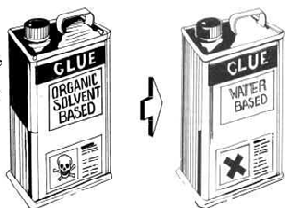 GLUE
ORGANIC
SOLVENT
BASED
GLUE
WATER
BASED